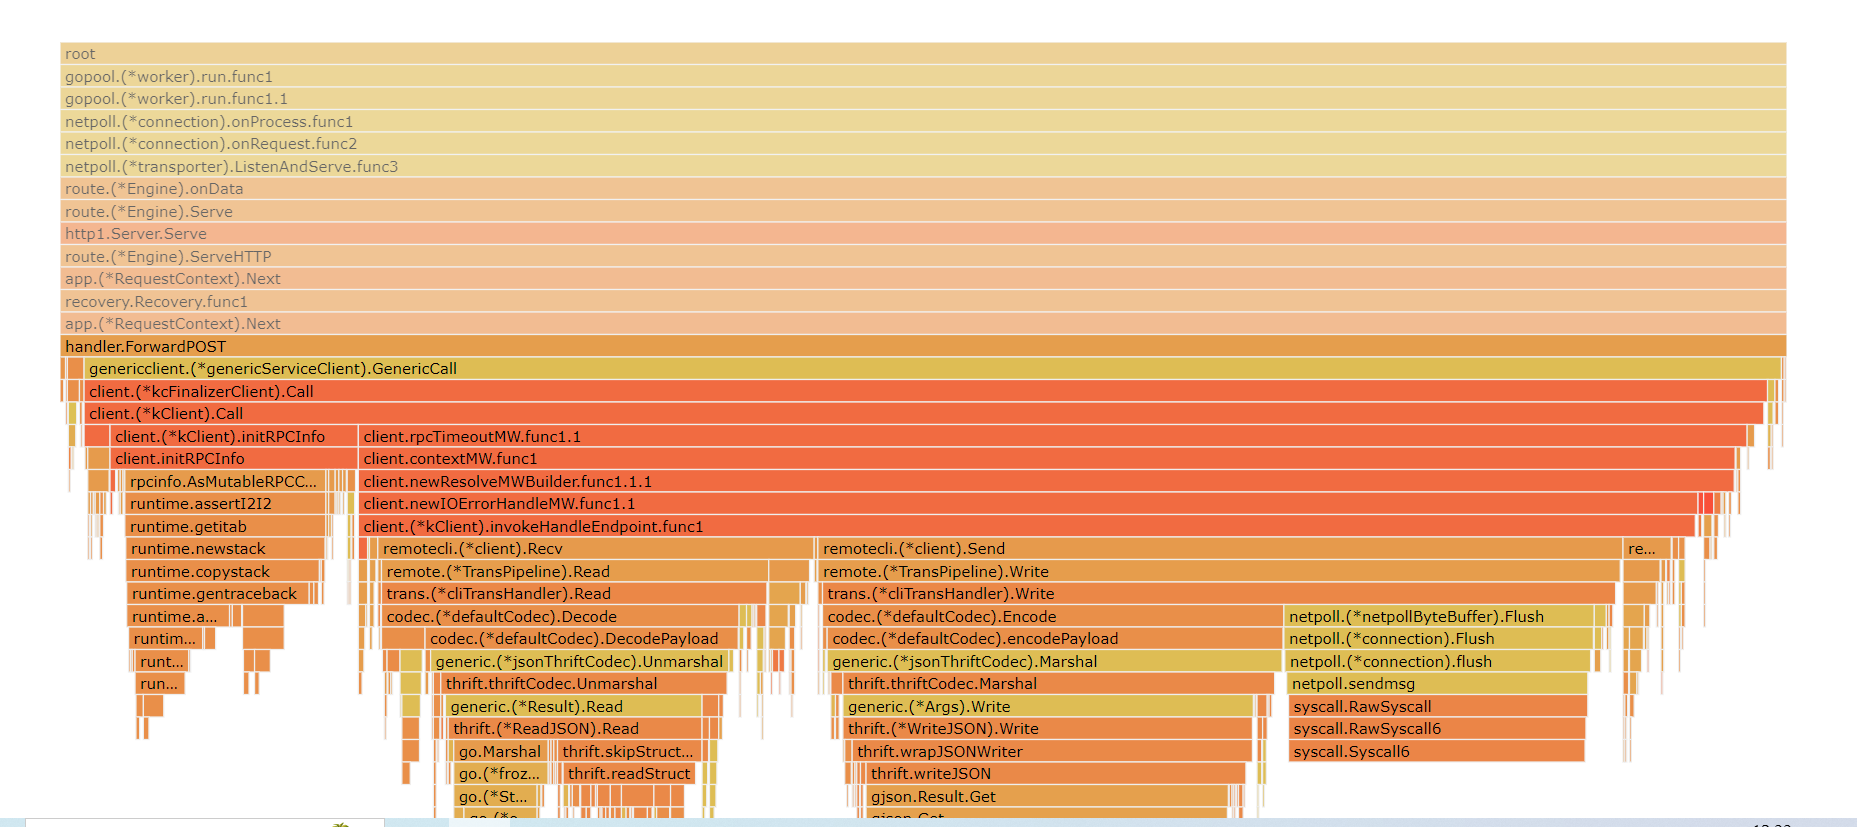 root
gopool.(*worker).run.func1
gopool.(*worker).run.func1.1
netpoll.(*connection).onProcess.func1
netpoll.(*connection).onRequest.func2
netpoll.(*transporter).ListenAndServe.func3
route.(*Engine).onData
route.(*Engine).Serve
http1.Server.Serve
route.(*Engine).ServeHTTP
app.(*RequestContext).Next
recovery.Recovery.func1
app.(*RequestContext).Next
handler.ForwardPOST
genericclient.(*genericServiceClient).GenericCall
client.(*kcFinalizerClient).Call
client.(*kClient).Call
client.(*kClient).initRPCInfo client.rpcTimeoutMW.func1.1
client.initRPCInfo client.contextMW.func1
rpcinfo.AsMutableRPCC... client.newResolveMWBuilder.func1.1.1
runtime.assertI2I2 client.newIOErrorHandleMW.func1.1
runtime.getitab client.(*kClient).invokeHandleEndpoint.func1
runtime.newstack remotecli.(*client).Recv remotecli.(*client).Send re...
runtime.copystack remote.(*TransPipeline).Read remote.(*TransPipeline).Write
runtime.gentraceback trans.(*cliTransHandler).Read trans.(*cliTransHandler).Write
runtime.a... codec.(*defaultCodec).Decode codec.(*defaultCodec).Encode netpoll.(*netpollByteBuffer).Flush
runtim... codec.(*defaultCodec).DecodePayload codec.(*defaultCodec).encodePayload netpoll.(*connection).Flush
runt... generic.(*jsonThriftCodec).Unmarshal generic.(*jsonThriftCodec).Marshal netpoll.(*connection).flush
run... thrift.thriftCodec.Unmarshal thrift.thriftCodec.Marshal netpoll.sendmsg
generic.(*Result).Read generic.(*Args).Write syscall.RawSyscall
thrift.(*ReadJSON).Read thrift.(*WriteJSON).Write syscall.RawSyscall6
go.Marshal thrift.skipStruct... thrift.wrapJSONWriter syscall.Syscall6
go.(*froz... thrift.readStruct thrift.writeJSON
go.(*St... gjson.Result.Get
gjson.Get